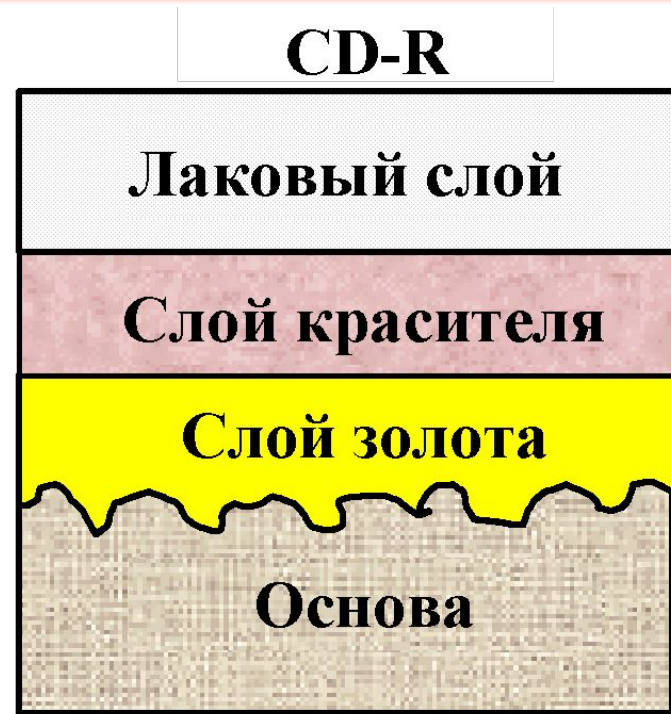 CD-R
Лаковый слой
Слой красителя
Слой золота
Основа